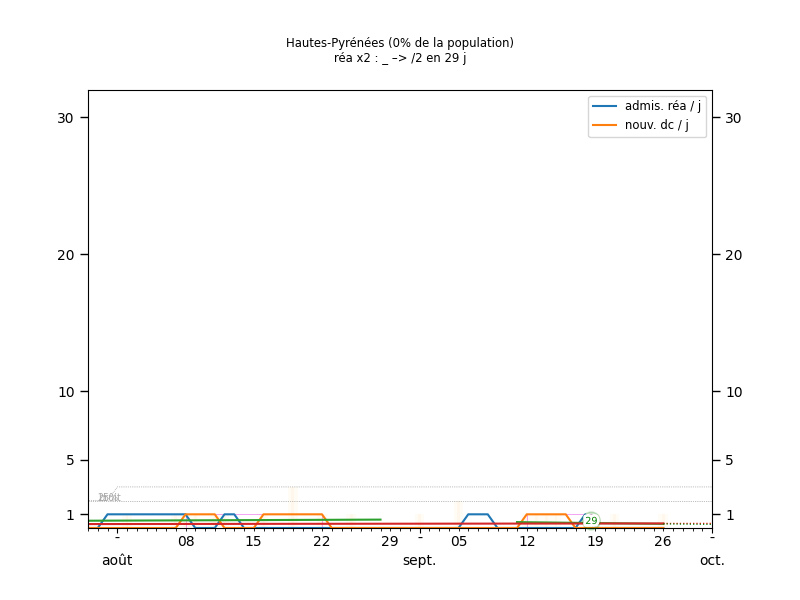 Hautes-Pyrénées (0% de la population)
réa x2 : _ –> /2 en 29 j
admis. réa / j
nouv. dc / j
30 30
20 20
10 10
5 5
1 1
29
- 08 15 22 29 - 05 12 19 26 -
août sept. oct.